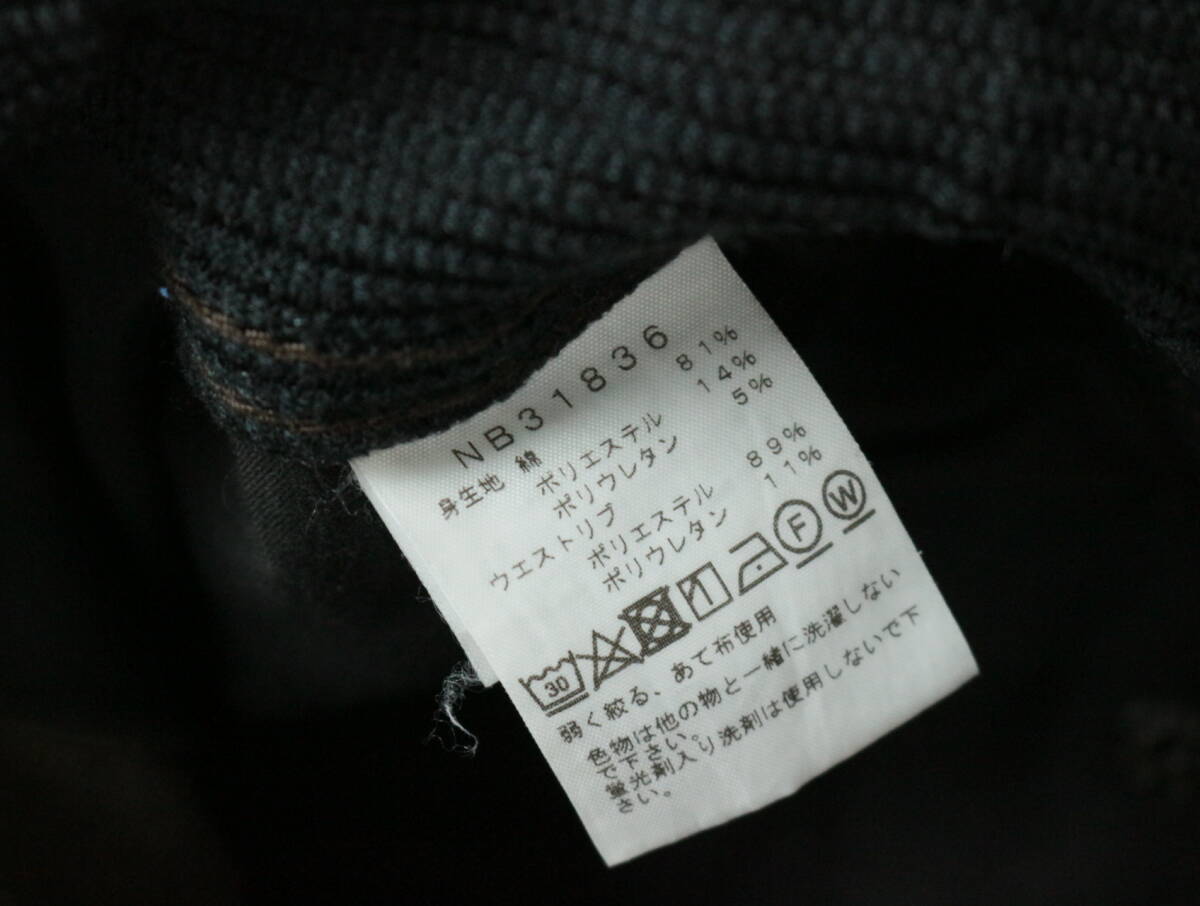 NB31836
身生地 綿 81%
ポリエステル 14%
ポリウレタン 5%
ウエストリブ
ポリエステル 89%
ポリウレタン 11%
30 F W
弱く絞る、あて布使用
色物は他の物と一緒に洗濯しない
で下さい。
蛍光剤入り洗剤は使用しないで下
さい。